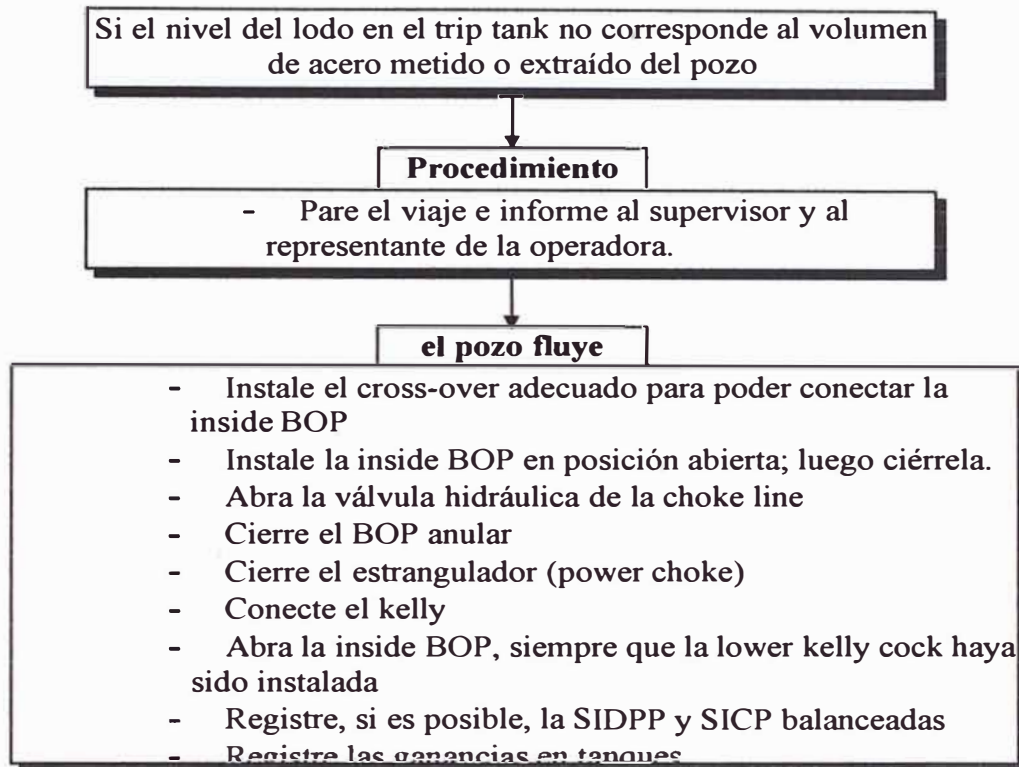 Si el nivel del lodo en el trip tank no corresponde al volumen
de acero metido o extraído del pozo
Procedimiento
- Pare el viaje e informe al supervisor y al
representante de la operadora.
el pozo fluye
- Instale el cross-over adecuado para poder conectar la
inside BOP
- Instale la inside BOP en posición abierta; luego ciérrela.
- Abra la válvula hidráulica de la choke line
- Cierre el BOP anular
- Cierre el estrangulador (power choke)
- Conecte el kelly
- Abra la inside BOP, siempre que la lower kelly cock haya
sido instalada
- Registre, si es posible, la SIDPP y SICP balanceadas
- Registre las ganancias en tanques